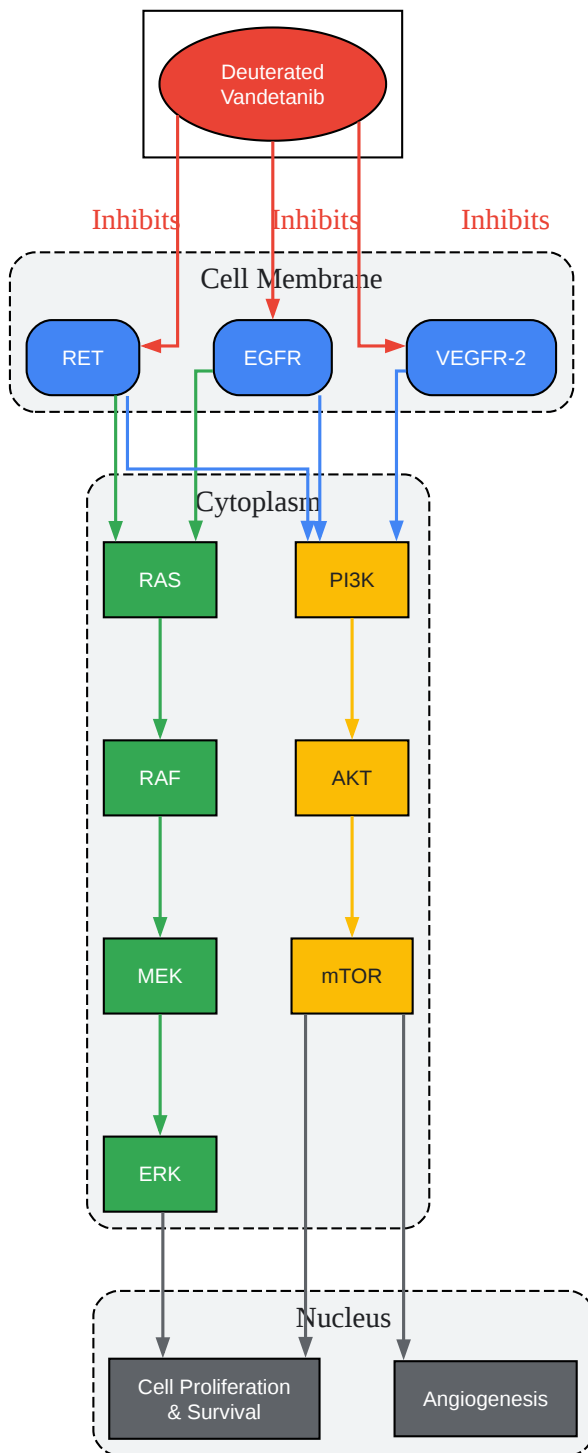 Deuterated
Vandetanib
Inhibits
Inhibits
Inhibits
Cell Membrane
RET
EGFR
VEGFR-2
Cytoplasm
RAS
PI3K
RAF
AKT
MEK
mTOR
ERK
Nucleus
Cell Proliferation
& Survival
Angiogenesis